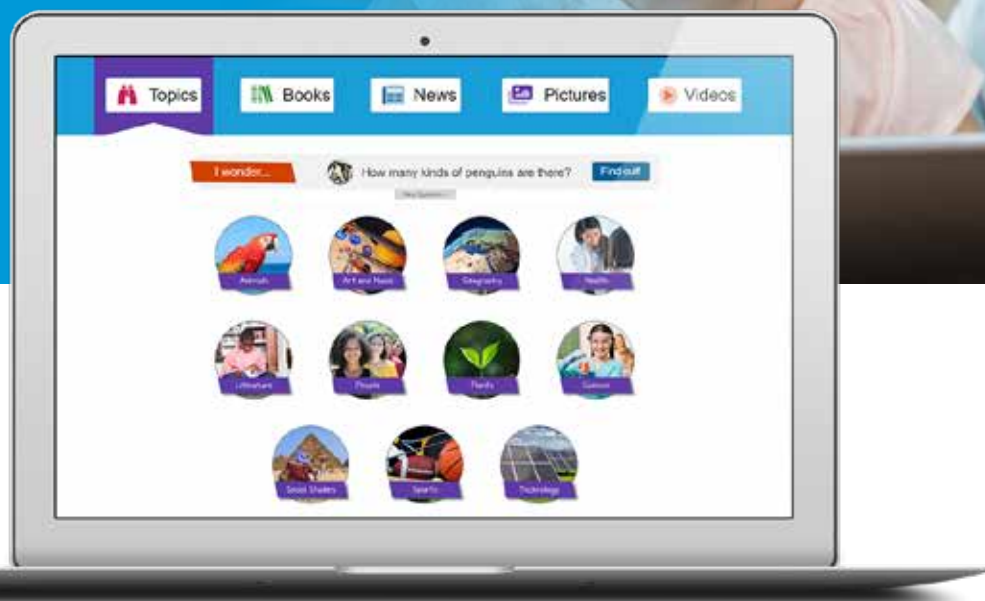 Topics
Books
News
Pictures
Videos
I wonder...
How many kinds of penguins are there?
Find out!
Animals
Art and Music
Geography
Health
Literature
People
Plants
Science
Social Studies
Sports
Technology